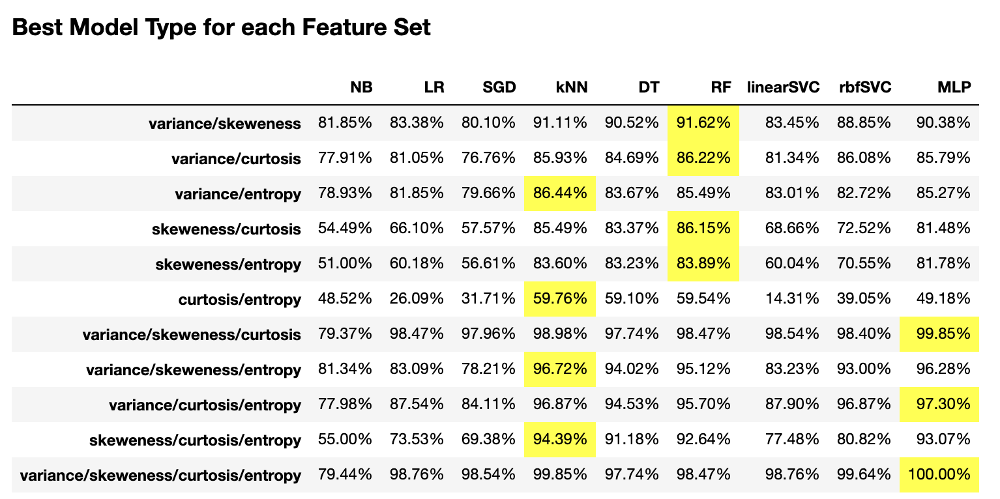 Best Model Type for each Feature Set
NB LR SGD kNN DT RF linearSVC rbfSVC MLP
variance/skeweness 81.85% 83.38% 80.10% 91.11% 90.52% 91.62% 83.45% 88.85% 90.38%
variance/curtosis 77.91% 81.05% 76.76% 85.93% 84.69% 86.22% 81.34% 86.08% 85.79%
variance/entropy 78.93% 81.85% 79.66% 86.44% 83.67% 85.49% 83.01% 82.72% 85.27%
skeweness/curtosis 54.49% 66.10% 57.57% 85.49% 83.37% 86.15% 68.66% 72.52% 81.48%
skeweness/entropy 51.00% 60.18% 56.61% 83.60% 83.23% 83.89% 60.04% 70.55% 81.78%
curtosis/entropy 48.52% 26.09% 31.71% 59.76% 59.10% 59.54% 14.31% 39.05% 49.18%
variance/skeweness/curtosis 79.37% 98.47% 97.96% 98.98% 97.74% 98.47% 98.54% 98.40% 99.85%
variance/skeweness/entropy 81.34% 83.09% 78.21% 96.72% 94.02% 95.12% 83.23% 93.00% 96.28%
variance/curtosis/entropy 77.98% 87.54% 84.11% 96.87% 94.53% 95.70% 87.90% 96.87% 97.30%
skeweness/curtosis/entropy 55.00% 73.53% 69.38% 94.39% 91.18% 92.64% 77.48% 80.82% 93.07%
variance/skeweness/curtosis/entropy 79.44% 98.76% 98.54% 99.85% 97.74% 98.47% 98.76% 99.64% 100.00%